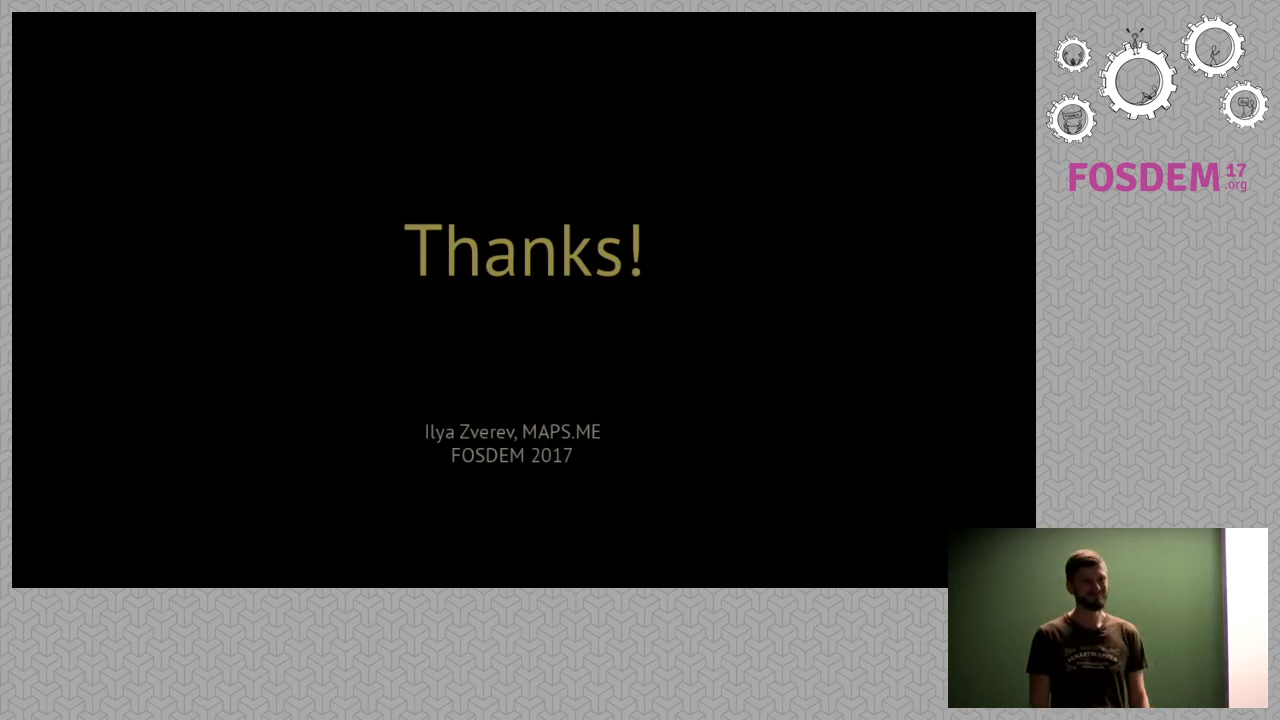 Thanks!
Ilya Zverev, MAPS.ME
FOSDEM 2017
FOSDEM 17
.org